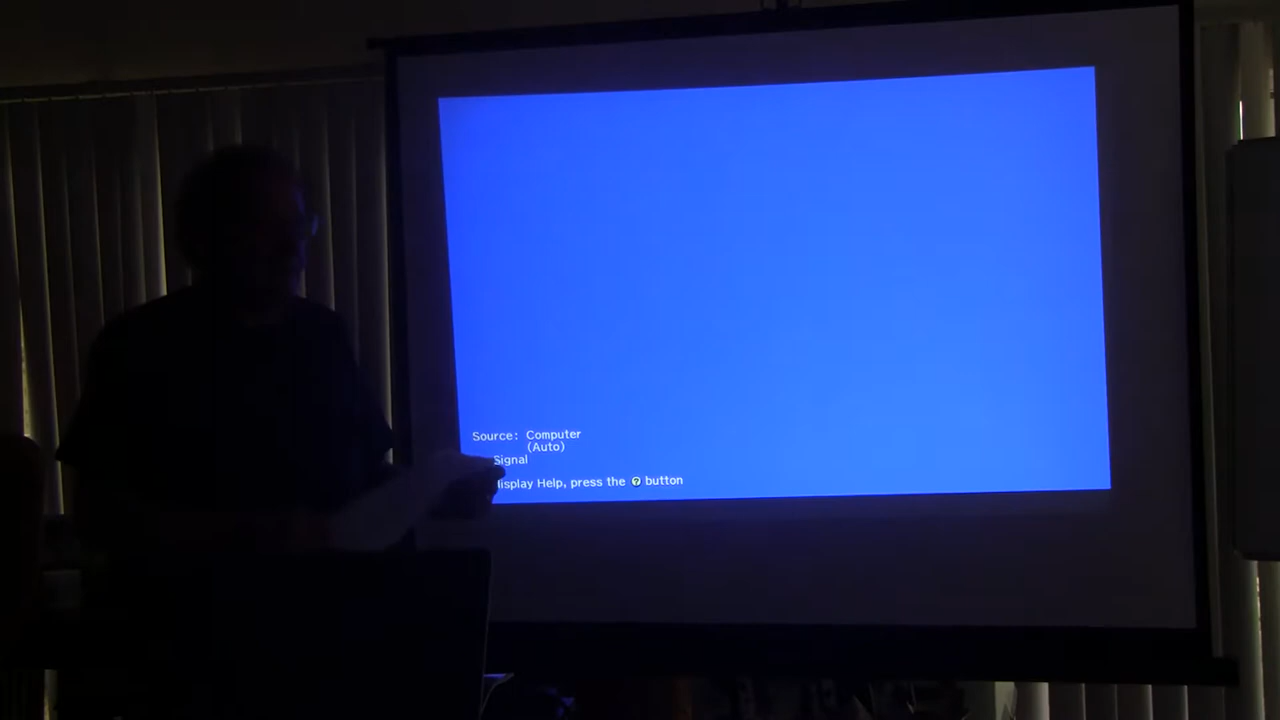 Source: Computer
(Auto)
Signal
isplay Help, press the ? button